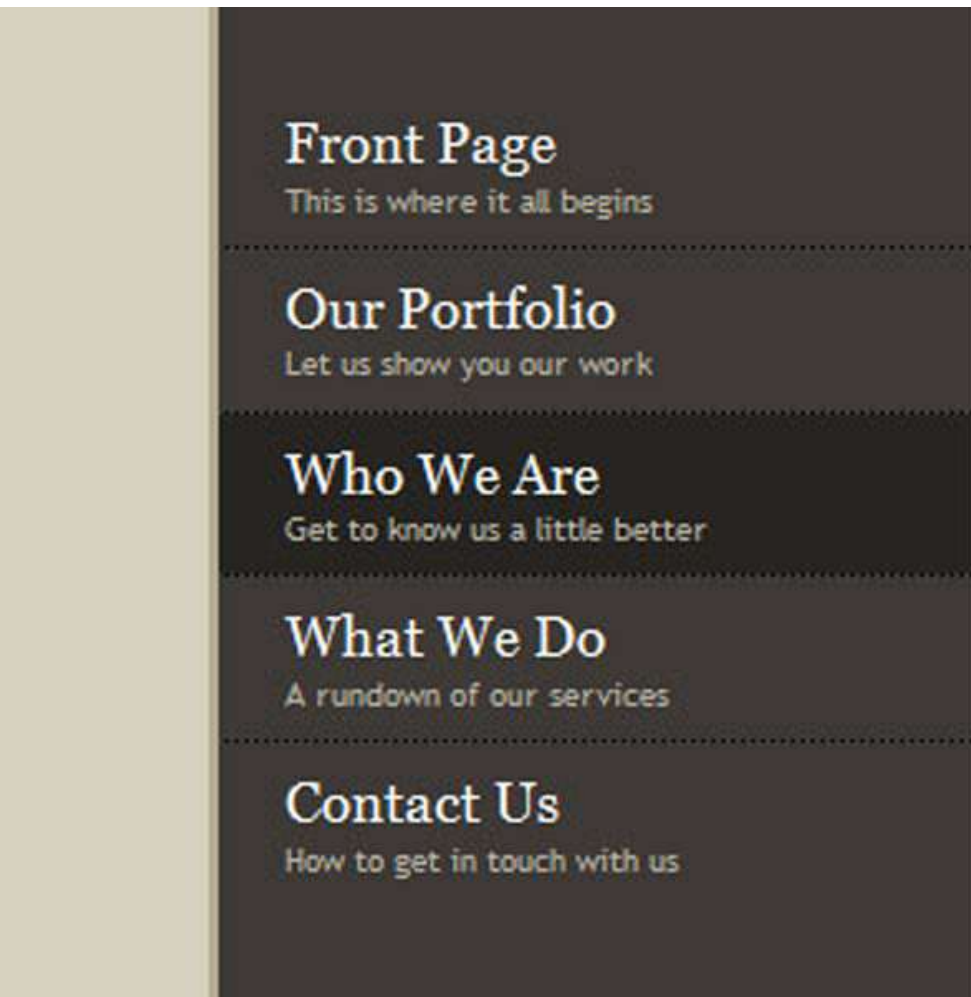 Front Page
This is where it all begins
Our Portfolio
Let us show you our work
Who We Are
Get to know us a little better
What We Do
A rundown of our services
Contact Us
How to get in touch with us